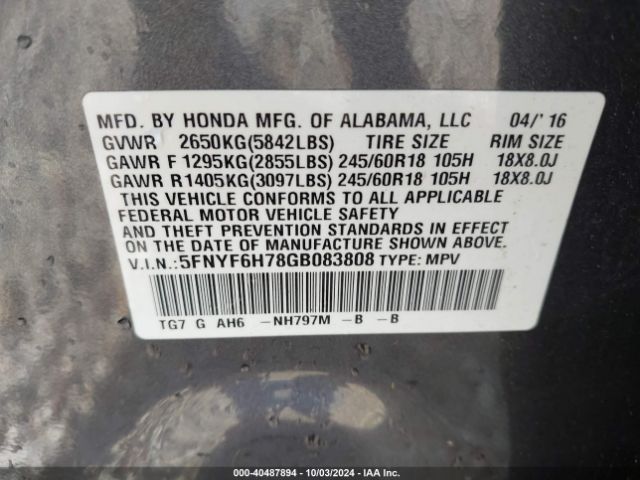 MFD. BY HONDA MFG. OF ALABAMA, LLC 04/'16
GVWR 2650KG(5842LBS) TIRE SIZE RIM SIZE
GAWR F 1295KG(2855LBS) 245/60R18 105H 18X8.0J
GAWR R 1405KG(3097LBS) 245/60R18 105H 18X8.0J
THIS VEHICLE CONFORMS TO ALL APPLICABLE
FEDERAL MOTOR VEHICLE SAFETY
AND THEFT PREVENTION STANDARDS IN EFFECT
ON THE DATE OF MANUFACTURE SHOWN ABOVE.
V.I.N.:5FNYF6H78GB083808 TYPE: MPV
TG7 G AH6 -NH797M -B -B
000-40487894 - 10/03/2024 - IAA Inc.